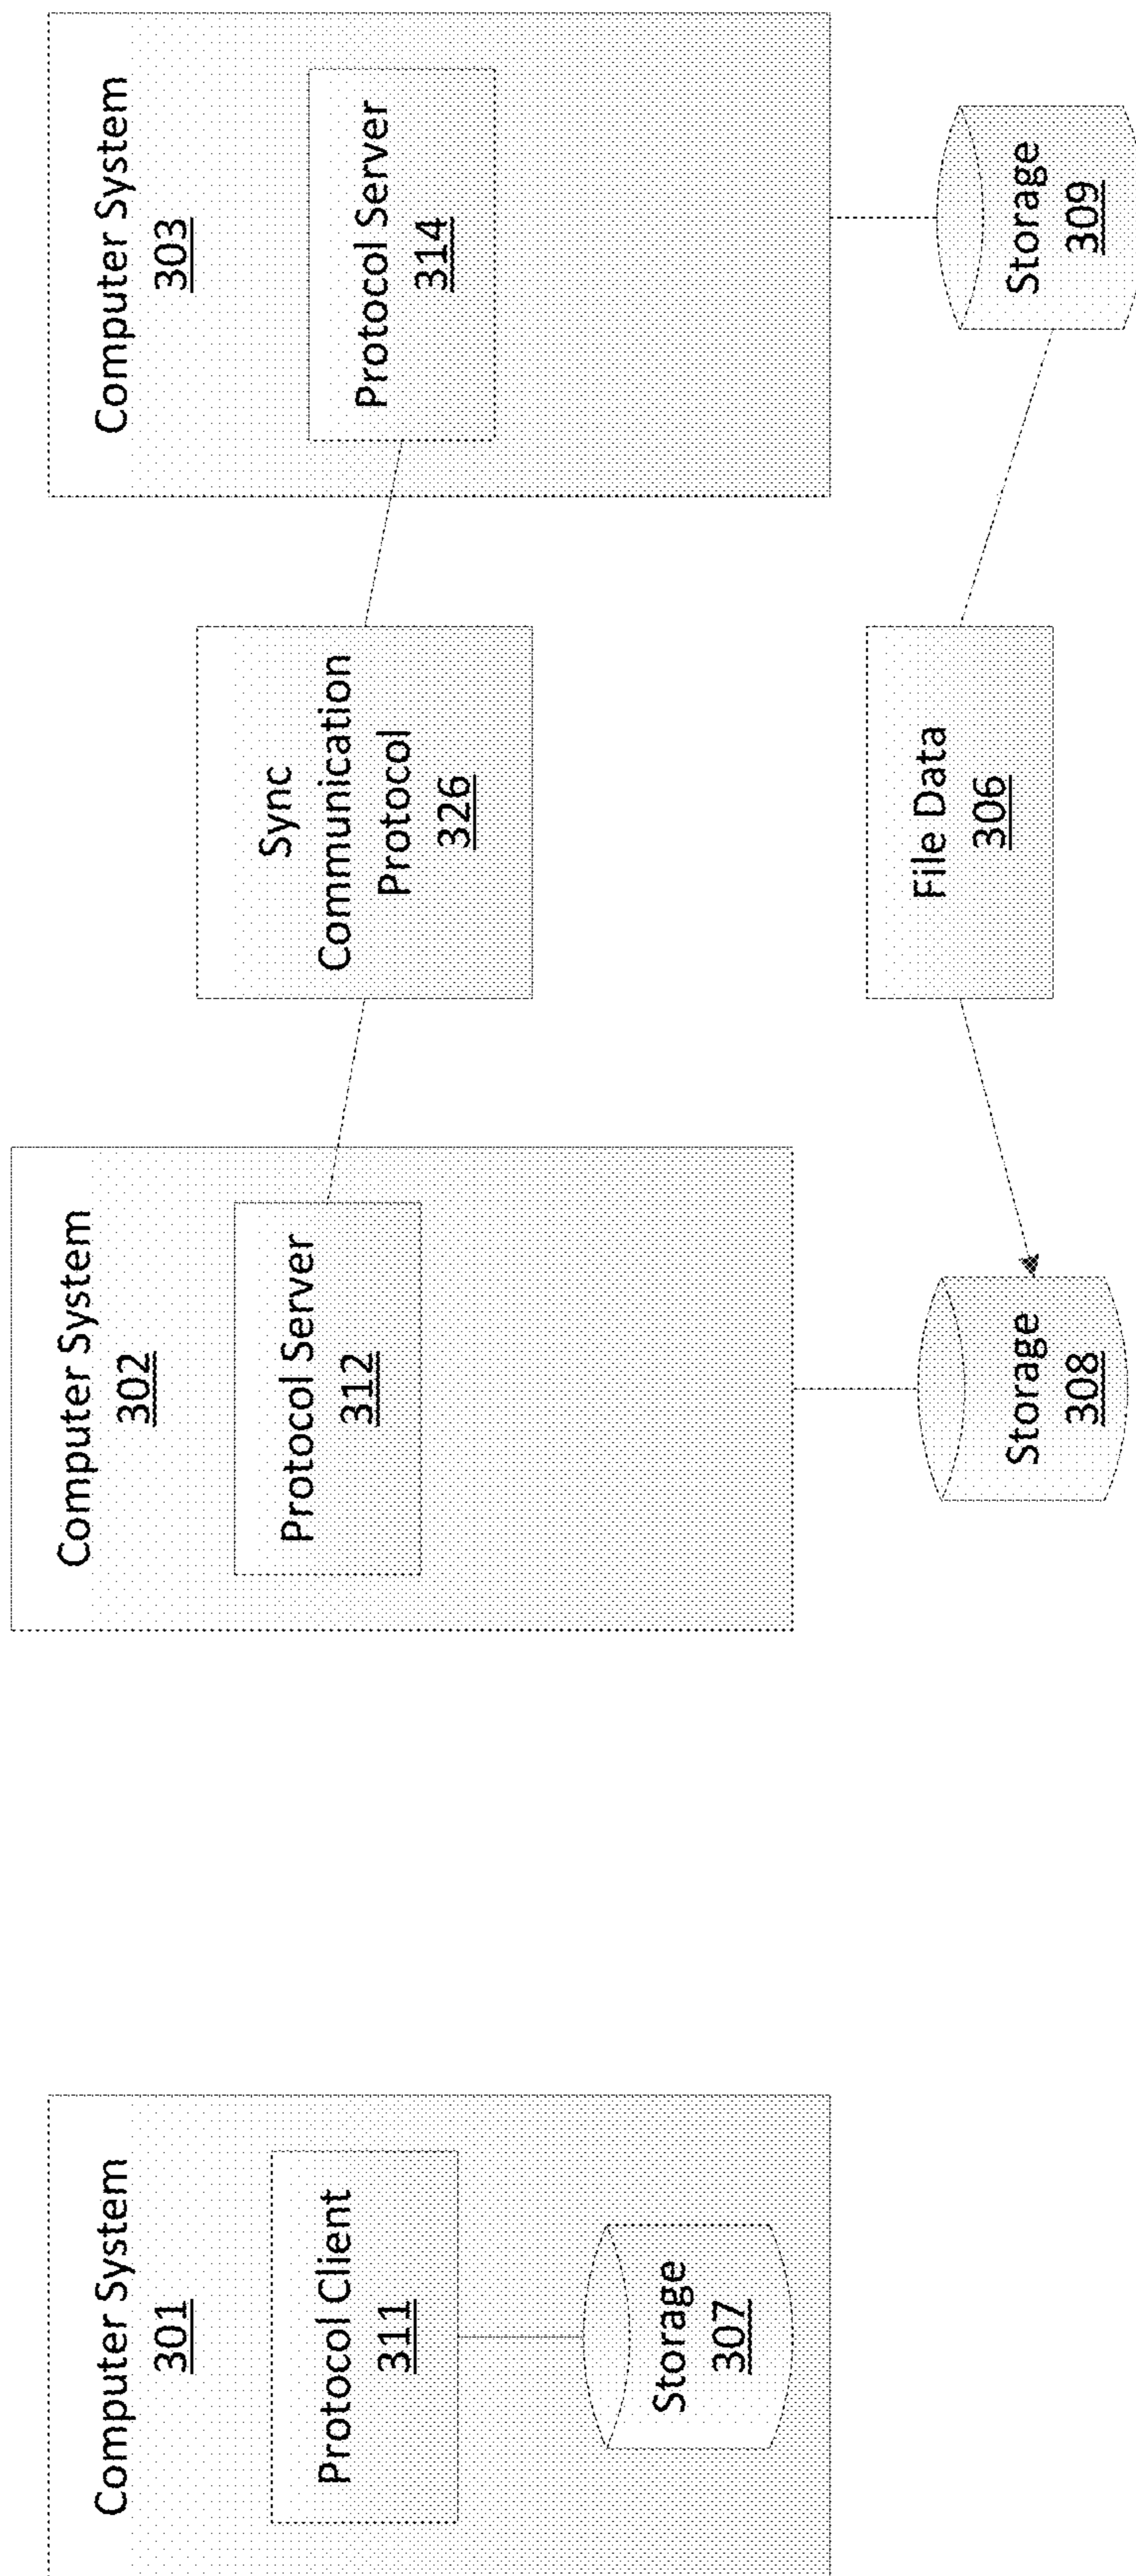 Computer System
301
Protocol Client
311
Storage
307
Computer System
302
Protocol Server
312
Storage
308
Sync
Communication
Protocol
326
File Data
306
Computer System
303
Protocol Server
314
Storage
309